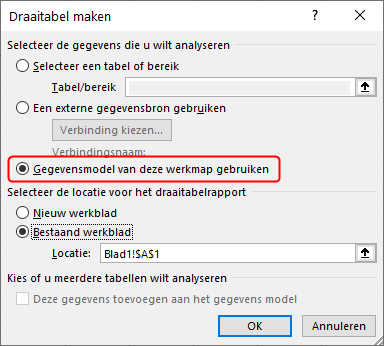 Draaitabel maken
Selecteer de gegevens die u wilt analyseren
Selecteer een tabel of bereik
Tabel/bereik
Een externe gegevensbron gebruiken
Verbinding kiezen...
Verbindingsnaam:
Gegevensmodel van deze werkmap gebruiken
Selecteer de locatie voor het draaitabelrapport
Nieuw werkblad
Bestaand werkblad
Locatie: Blad1!$A$1
Kies of u meerdere tabellen wilt analyseren
Deze gegevens toevoegen aan het gegevens model
OK Annuleren